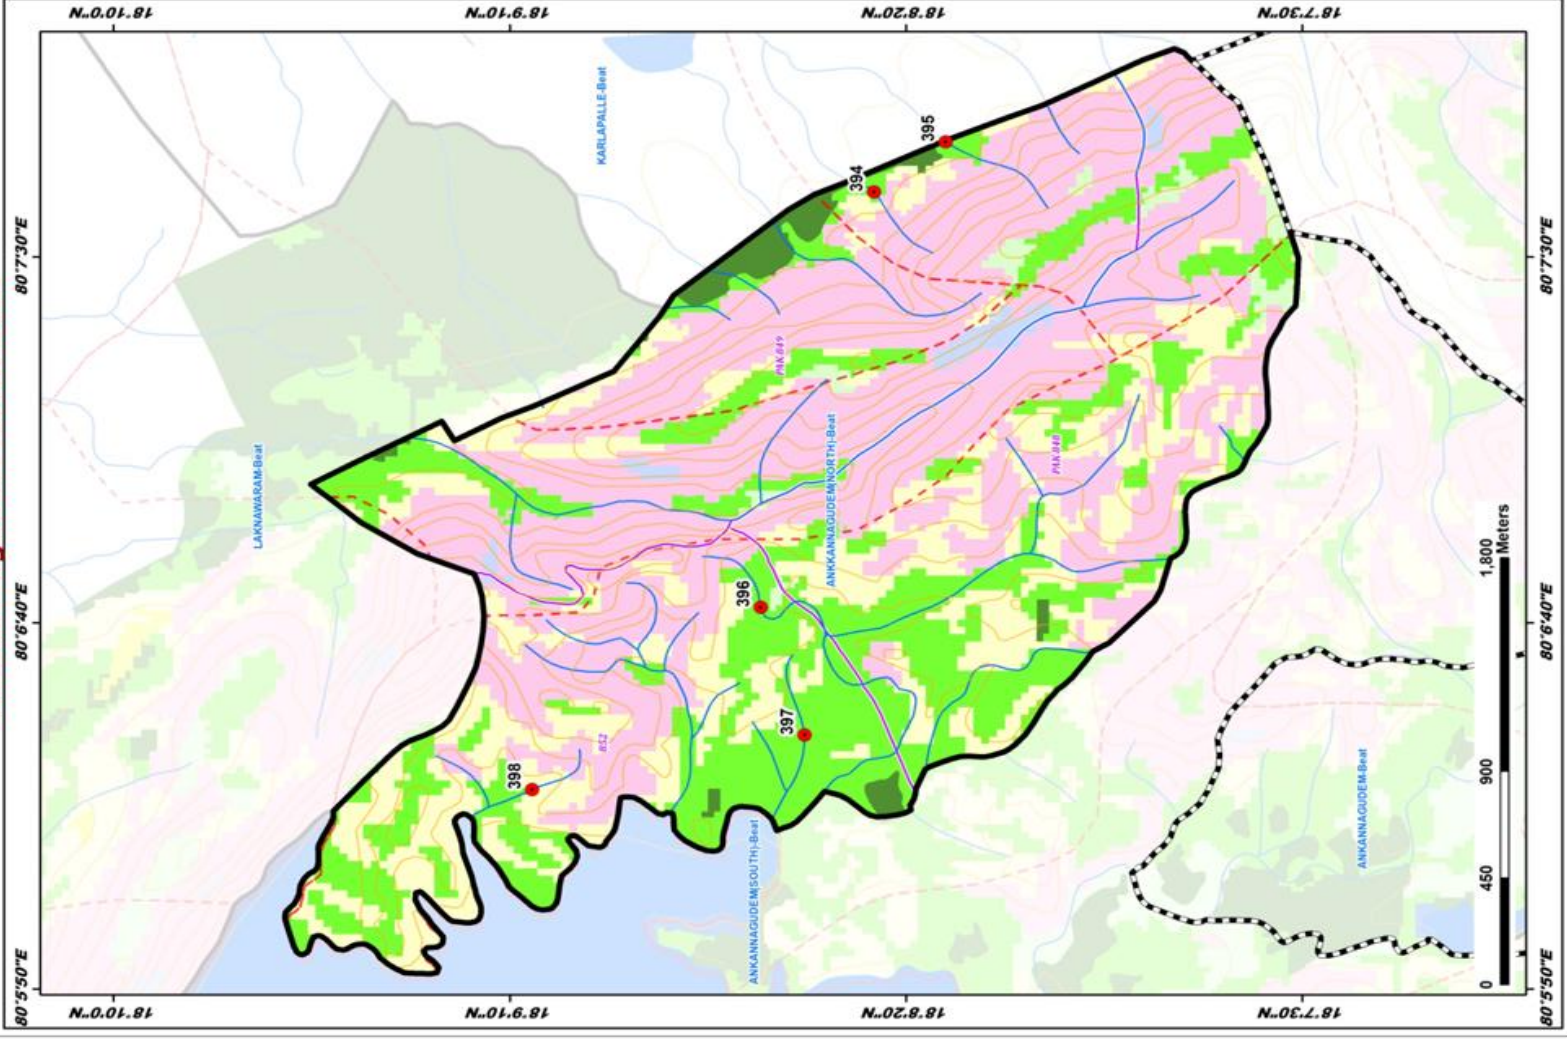 18°10'0"N
18°9'10"N
18°8'20"N
18°7'30"N
KARLAPALLE-Beat
395
394
80°7'30"E
80°7'30"E
PAK 849
LAKNAWARAM-Beat
ANKKANNAGUDEM(NORTH)-Beat
PAK 848
396
80°6'40"E
80°6'40"E
397
852
398
ANKANNAGUDEM(SOUTH)-Beat
ANKANNAGUDEM-Beat
0 450 900 1,800
Meters
80°5'50"E
80°5'50"E
18°10'0"N
18°9'10"N
18°8'20"N
18°7'30"N